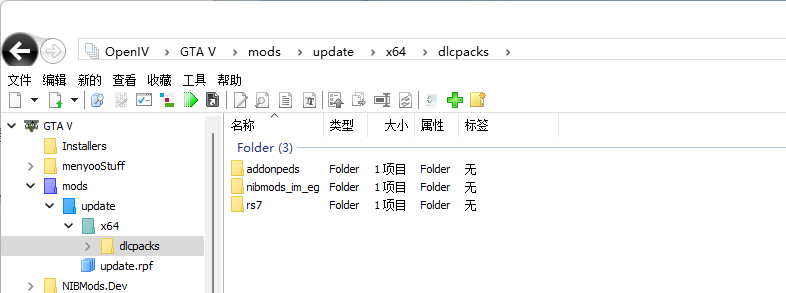 OpenIV › GTA V › mods › update › x64 › dlcpacks ›
文件 编辑 新的 查看 收藏 工具 帮助
GTA V
Installers
menyooStuff
mods
update
x64
dlcpacks
update.rpf
NIBMods.Dev
名称 类型 大小 属性 标签
Folder (3)
addonpeds Folder 1 项目 Folder 无
nibmods_im_eg Folder 1 项目 Folder 无
rs7 Folder 1 项目 Folder 无